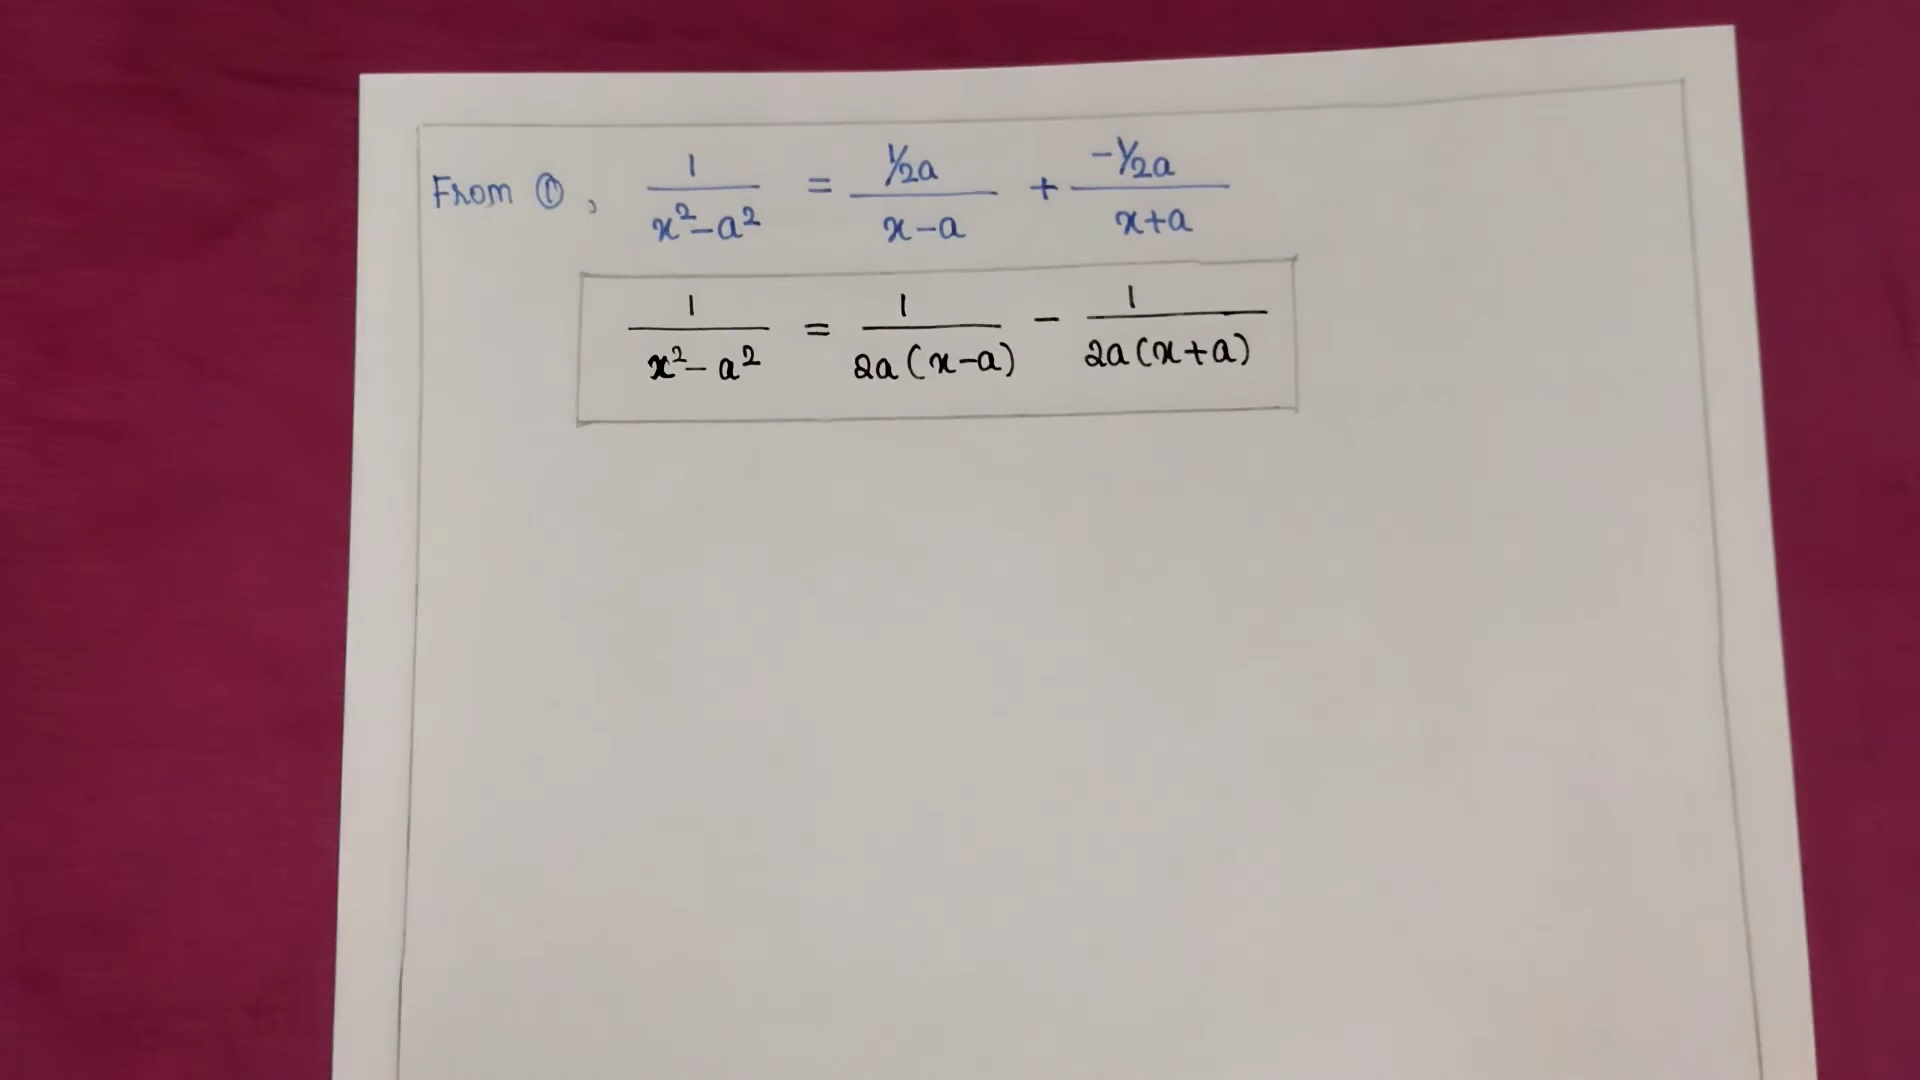 From ①, 1/(x²-a²) = (1/2a)/(x-a) + (-1/2a)/(x+a)
1/(x²-a²) = 1/(2a(x-a)) - 1/(2a(x+a))